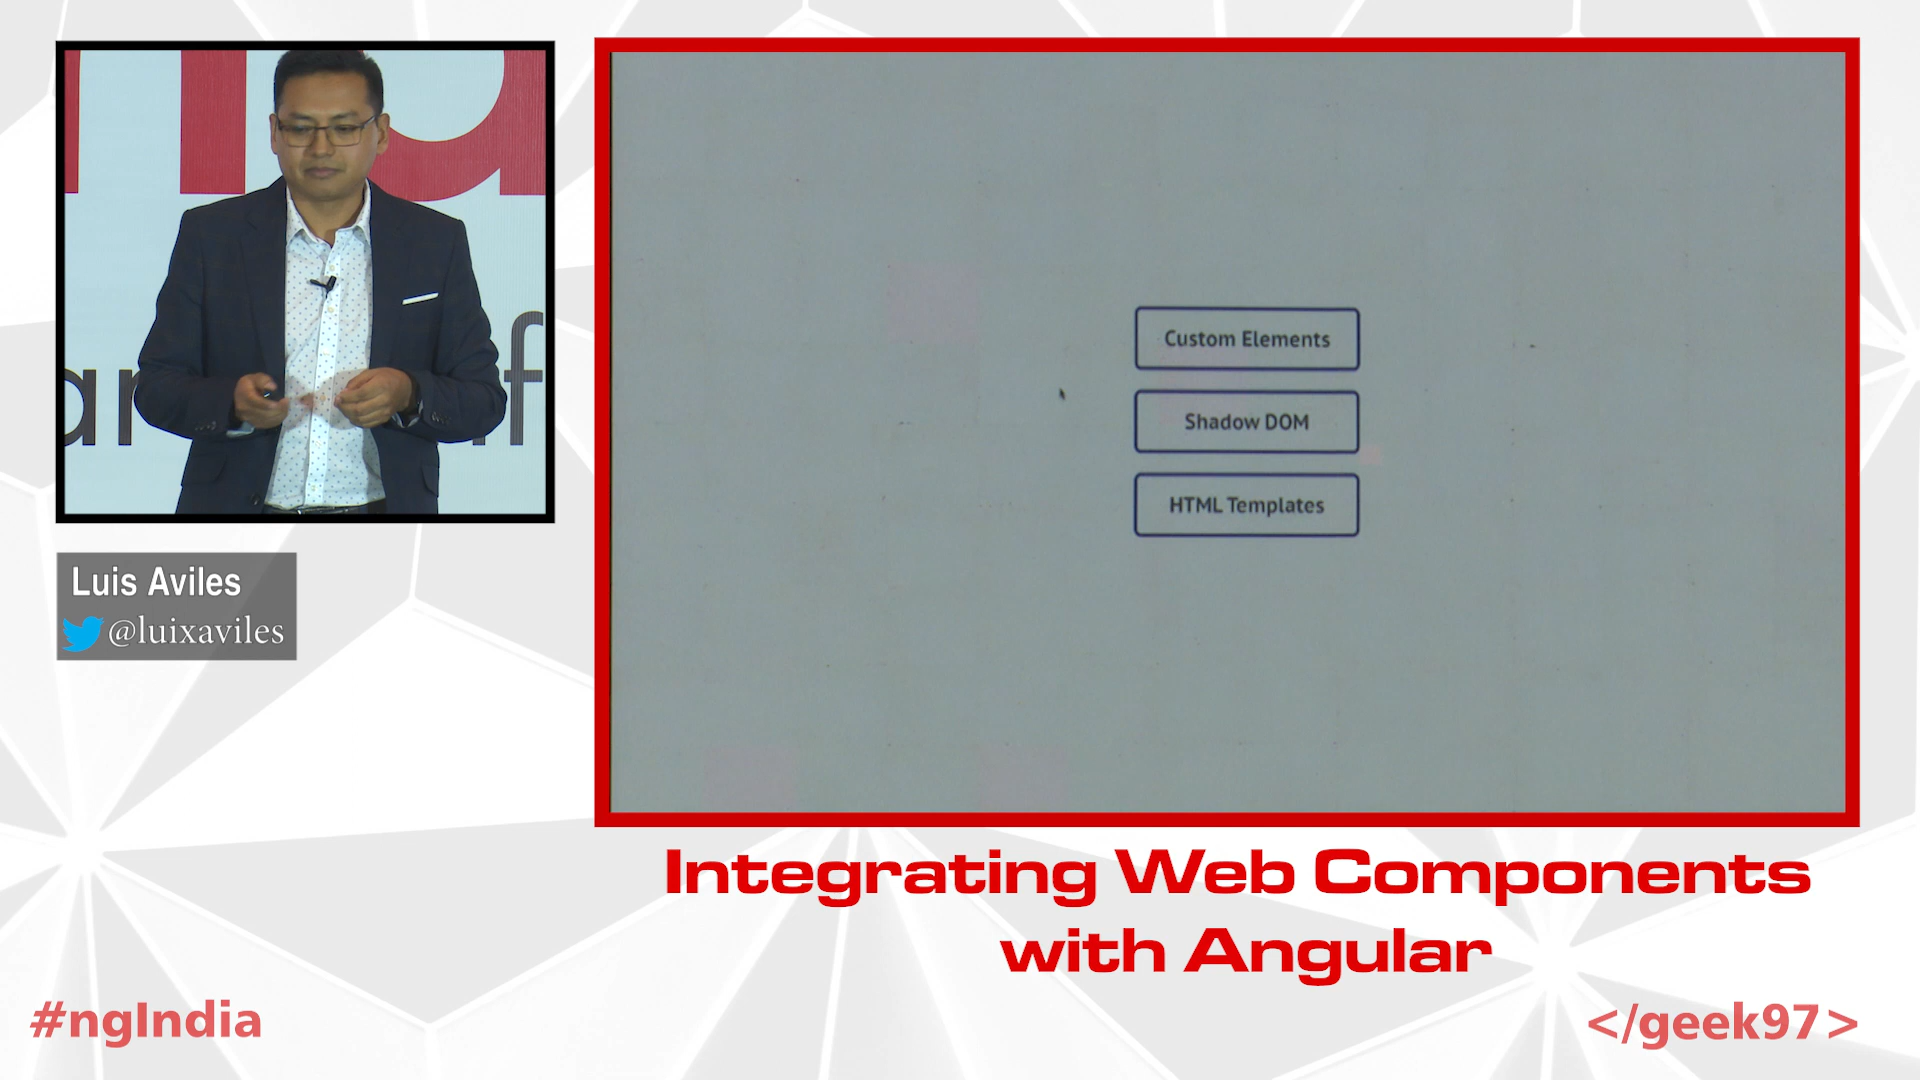 Custom Elements
Shadow DOM
HTML Templates
Luis Aviles
@luixaviles
Integrating Web Components
with Angular
#ngIndia
</geek97>